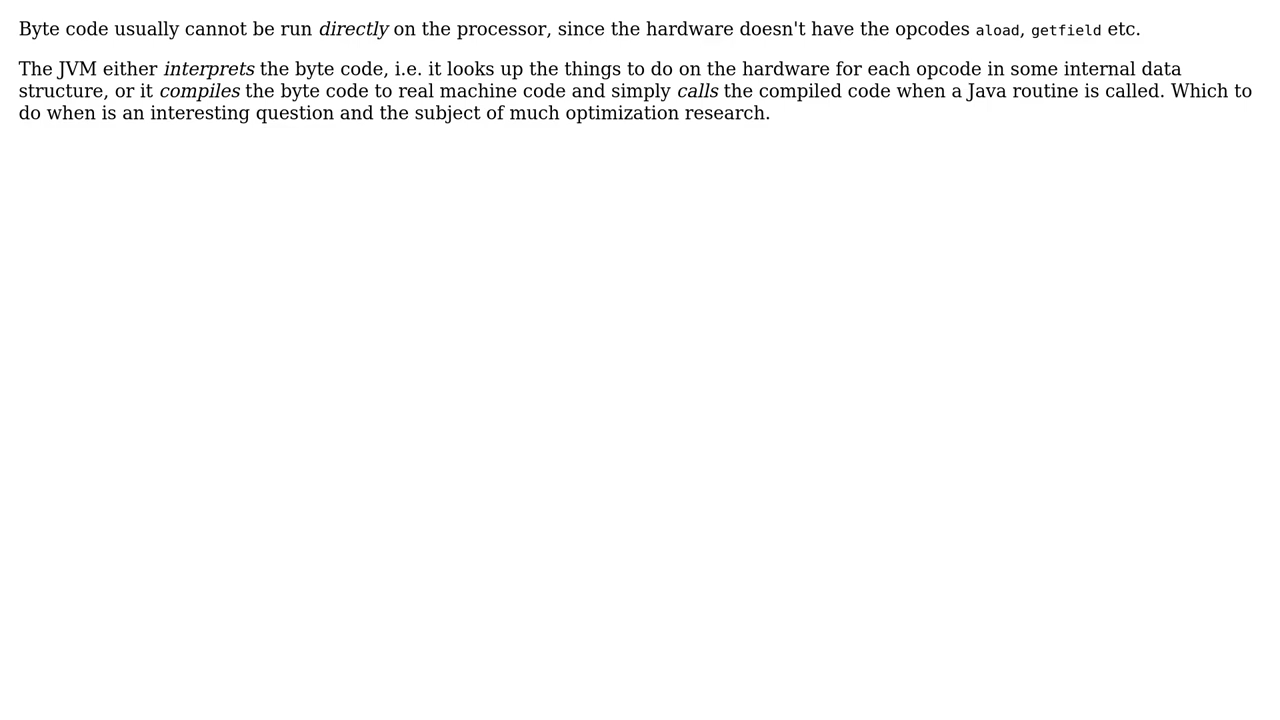 Byte code usually cannot be run directly on the processor, since the hardware doesn't have the opcodes aload, getfield etc.
The JVM either interprets the byte code, i.e. it looks up the things to do on the hardware for each opcode in some internal data
structure, or it compiles the byte code to real machine code and simply calls the compiled code when a Java routine is called. Which to
do when is an interesting question and the subject of much optimization research.